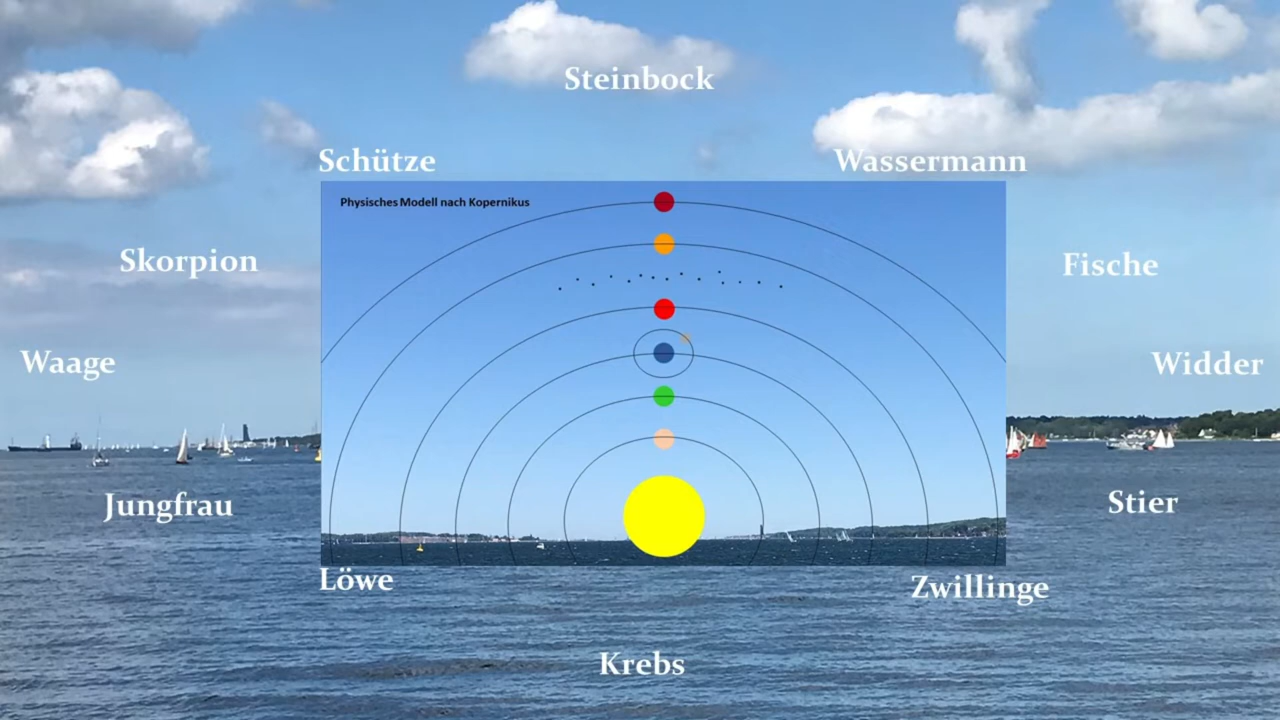 Steinbock
Schütze
Wassermann
Physisches Modell nach Kopernikus
Skorpion
Fische
Waage
Widder
Jungfrau
Stier
Löwe
Zwillinge
Krebs